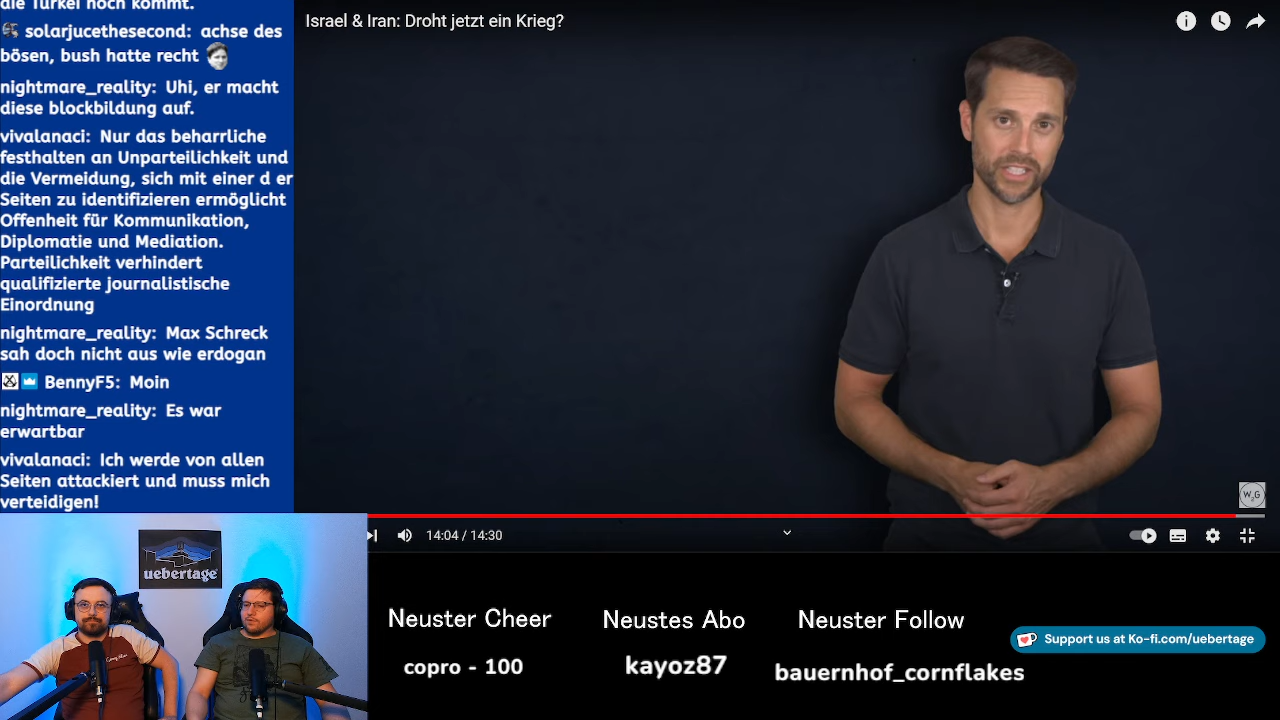 die Türkei noch kommt.
solarjucethesecond: achse des
bösen, bush hatte recht
nightmare_reality: Uhi, er macht
diese blockbildung auf.
vivalanaci: Nur das beharrliche
festhalten an Unparteilichkeit und
die Vermeidung, sich mit einer d er
Seiten zu identifizieren ermöglicht
Offenheit für Kommunikation,
Diplomatie und Mediation.
Parteilichkeit verhindert
qualifizierte journalistische
Einordnung
nightmare_reality: Max Schreck
sah doch nicht aus wie erdogan
BennyF5: Moin
nightmare_reality: Es war
erwartbar
vivalanaci: Ich werde von allen
Seiten attackiert und muss mich
verteidigen!
Israel & Iran: Droht jetzt ein Krieg?
W2G
14:04 / 14:30
uebertage
Neuster Cheer
copro - 100
Neustes Abo
kayoz87
Neuster Follow
bauernhof_cornflakes
Support us at Ko-fi.com/uebertage